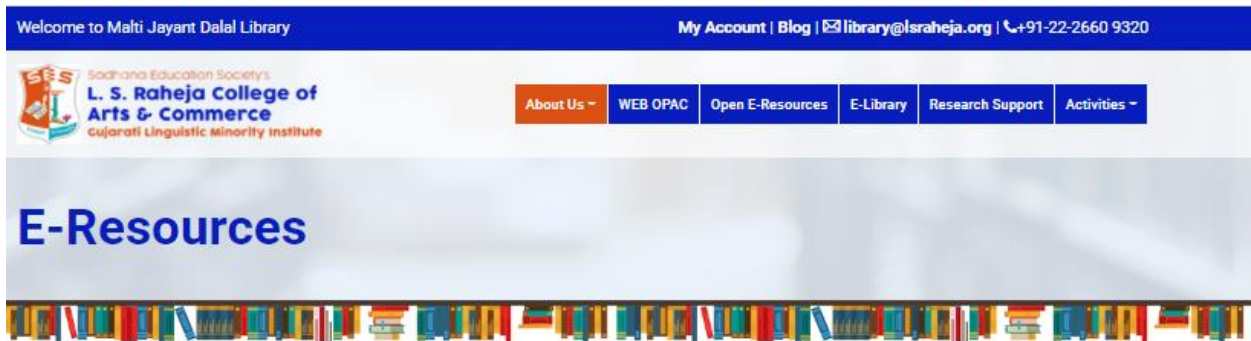 Welcome to Malti Jayant Dalal Library
My Account | Blog | library@lsraheja.org | +91-22-2660 9320
SES
Sadhana Education Society's
L. S. Raheja College of
Arts & Commerce
Gujarati Linguistic Minority Institute
About Us WEB OPAC Open E-Resources E-Library Research Support Activities
E-Resources